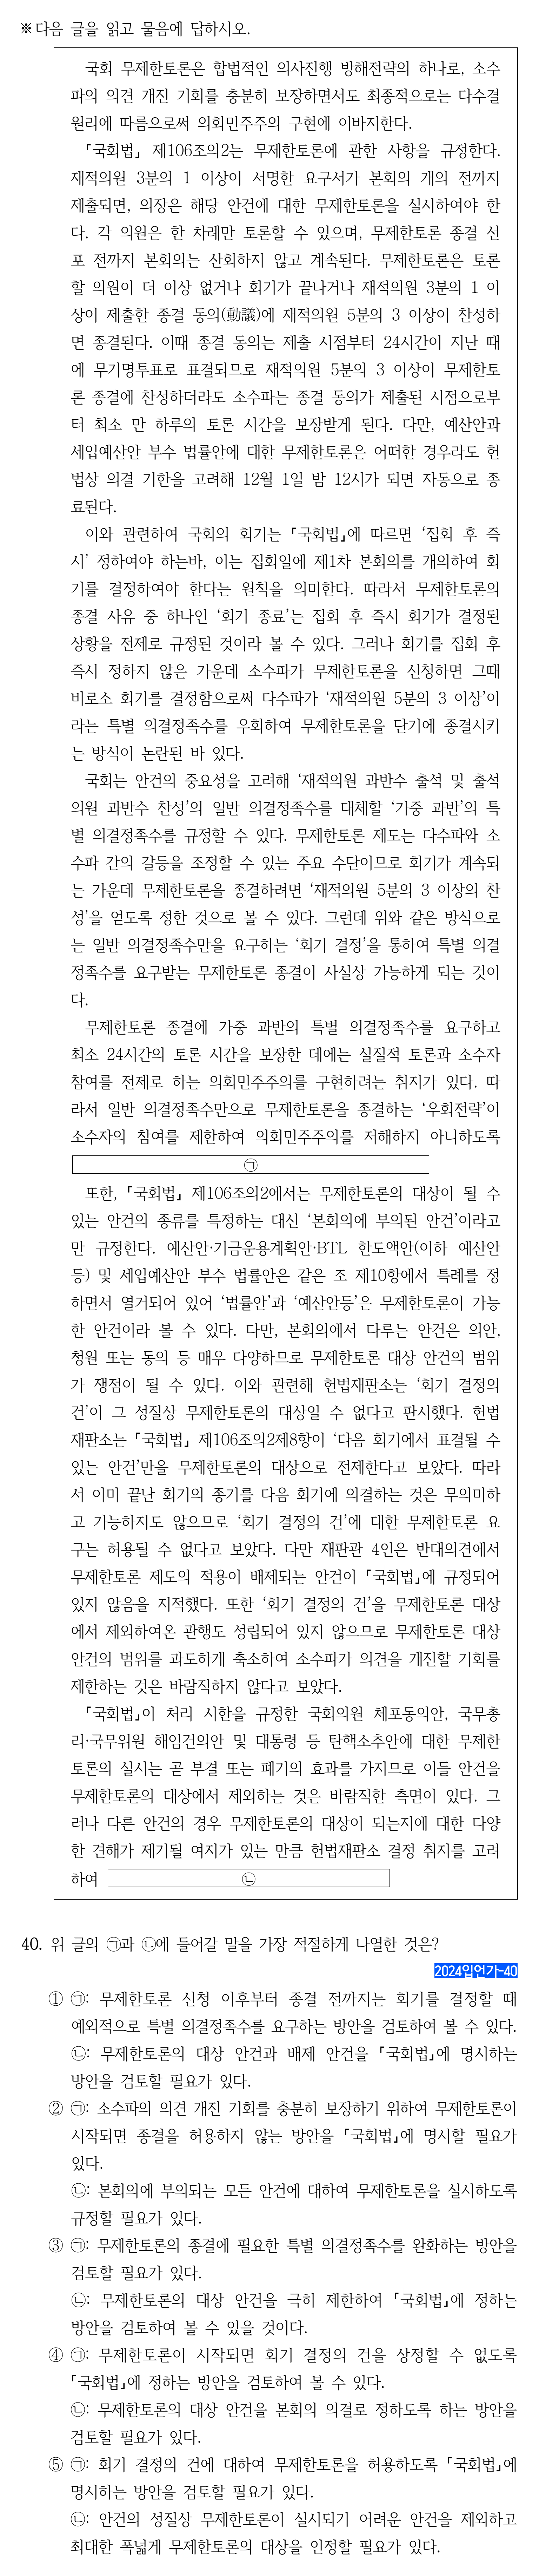 ※ 다음 글을 읽고 물음에 답하시오.
국회 무제한토론은 합법적인 의사진행 방해전략의 하나로, 소수
파의 의견 개진 기회를 충분히 보장하면서도 최종적으로는 다수결
원리에 따름으로써 의회민주주의 구현에 이바지한다.
「국회법」 제106조의2는 무제한토론에 관한 사항을 규정한다.
재적의원 3분의 1 이상이 서명한 요구서가 본회의 개의 전까지
제출되면, 의장은 해당 안건에 대한 무제한토론을 실시하여야 한
다. 각 의원은 한 차례만 토론할 수 있으며, 무제한토론 종결 선
포 전까지 본회의는 산회하지 않고 계속된다. 무제한토론은 토론
할 의원이 더 이상 없거나 회기가 끝나거나 재적의원 3분의 1 이
상이 제출한 종결 동의(動議)에 재적의원 5분의 3 이상이 찬성하
면 종결된다. 이때 종결 동의는 제출 시점부터 24시간이 지난 때
에 무기명투표로 표결되므로 재적의원 5분의 3 이상이 무제한토
론 종결에 찬성하더라도 소수파는 종결 동의가 제출된 시점으로부
터 최소 만 하루의 토론 시간을 보장받게 된다. 다만, 예산안과
세입예산안 부수 법률안에 대한 무제한토론은 어떠한 경우라도 헌
법상 의결 기한을 고려해 12월 1일 밤 12시가 되면 자동으로 종
료된다.
이와 관련하여 국회의 회기는 「국회법」에 따르면 ‘집회 후 즉
시’ 정하여야 하는바, 이는 집회일에 제1차 본회의를 개의하여 회
기를 결정하여야 한다는 원칙을 의미한다. 따라서 무제한토론의
종결 사유 중 하나인 ‘회기 종료’는 집회 후 즉시 회기가 결정된
상황을 전제로 규정된 것이라 볼 수 있다. 그러나 회기를 집회 후
즉시 정하지 않은 가운데 소수파가 무제한토론을 신청하면 그때
비로소 회기를 결정함으로써 다수파가 ‘재적의원 5분의 3 이상’이
라는 특별 의결정족수를 우회하여 무제한토론을 단기에 종결시키
는 방식이 논란된 바 있다.
국회는 안건의 중요성을 고려해 ‘재적의원 과반수 출석 및 출석
의원 과반수 찬성’의 일반 의결정족수를 대체할 ‘가중 과반’의 특
별 의결정족수를 규정할 수 있다. 무제한토론 제도는 다수파와 소
수파 간의 갈등을 조정할 수 있는 주요 수단이므로 회기가 계속되
는 가운데 무제한토론을 종결하려면 ‘재적의원 5분의 3 이상의 찬
성’을 얻도록 정한 것으로 볼 수 있다. 그런데 위와 같은 방식으로
는 일반 의결정족수만을 요구하는 ‘회기 결정’을 통하여 특별 의결
정족수를 요구받는 무제한토론 종결이 사실상 가능하게 되는 것이
다.
무제한토론 종결에 가중 과반의 특별 의결정족수를 요구하고
최소 24시간의 토론 시간을 보장한 데에는 실질적 토론과 소수자
참여를 전제로 하는 의회민주주의를 구현하려는 취지가 있다. 따
라서 일반 의결정족수만으로 무제한토론을 종결하는 ‘우회전략’이
소수자의 참여를 제한하여 의회민주주의를 저해하지 아니하도록
㉠
또한, 「국회법」 제106조의2에서는 무제한토론의 대상이 될 수
있는 안건의 종류를 특정하는 대신 ‘본회의에 부의된 안건’이라고
만 규정한다. 예산안·기금운용계획안·BTL 한도액안(이하 예산안
등) 및 세입예산안 부수 법률안은 같은 조 제10항에서 특례를 정
하면서 열거되어 있어 ‘법률안’과 ‘예산안등’은 무제한토론이 가능
한 안건이라 볼 수 있다. 다만, 본회의에서 다루는 안건은 의안,
청원 또는 동의 등 매우 다양하므로 무제한토론 대상 안건의 범위
가 쟁점이 될 수 있다. 이와 관련해 헌법재판소는 ‘회기 결정의
건’이 그 성질상 무제한토론의 대상일 수 없다고 판시했다. 헌법
재판소는 「국회법」 제106조의2제8항이 ‘다음 회기에서 표결될 수
있는 안건’만을 무제한토론의 대상으로 전제한다고 보았다. 따라
서 이미 끝난 회기의 종기를 다음 회기에 의결하는 것은 무의미하
고 가능하지도 않으므로 ‘회기 결정의 건’에 대한 무제한토론 요
구는 허용될 수 없다고 보았다. 다만 재판관 4인은 반대의견에서
무제한토론 제도의 적용이 배제되는 안건이 「국회법」에 규정되어
있지 않음을 지적했다. 또한 ‘회기 결정의 건’을 무제한토론 대상
에서 제외하여온 관행도 성립되어 있지 않으므로 무제한토론 대상
안건의 범위를 과도하게 축소하여 소수파가 의견을 개진할 기회를
제한하는 것은 바람직하지 않다고 보았다.
「국회법」이 처리 시한을 규정한 국회의원 체포동의안, 국무총
리·국무위원 해임건의안 및 대통령 등 탄핵소추안에 대한 무제한
토론의 실시는 곧 부결 또는 폐기의 효과를 가지므로 이들 안건을
무제한토론의 대상에서 제외하는 것은 바람직한 측면이 있다. 그
러나 다른 안건의 경우 무제한토론의 대상이 되는지에 대한 다양
한 견해가 제기될 여지가 있는 만큼 헌법재판소 결정 취지를 고려
하여 ㉡
40. 위 글의 ㉠과 ㉡에 들어갈 말을 가장 적절하게 나열한 것은?
2024입언가-40
① ㉠: 무제한토론 신청 이후부터 종결 전까지는 회기를 결정할 때
예외적으로 특별 의결정족수를 요구하는 방안을 검토하여 볼 수 있다.
㉡: 무제한토론의 대상 안건과 배제 안건을 「국회법」에 명시하는
방안을 검토할 필요가 있다.
② ㉠: 소수파의 의견 개진 기회를 충분히 보장하기 위하여 무제한토론이
시작되면 종결을 허용하지 않는 방안을 「국회법」에 명시할 필요가
있다.
㉡: 본회의에 부의되는 모든 안건에 대하여 무제한토론을 실시하도록
규정할 필요가 있다.
③ ㉠: 무제한토론의 종결에 필요한 특별 의결정족수를 완화하는 방안을
검토할 필요가 있다.
㉡: 무제한토론의 대상 안건을 극히 제한하여 「국회법」에 정하는
방안을 검토하여 볼 수 있을 것이다.
④ ㉠: 무제한토론이 시작되면 회기 결정의 건을 상정할 수 없도록
「국회법」에 정하는 방안을 검토하여 볼 수 있다.
㉡: 무제한토론의 대상 안건을 본회의 의결로 정하도록 하는 방안을
검토할 필요가 있다.
⑤ ㉠: 회기 결정의 건에 대하여 무제한토론을 허용하도록 「국회법」에
명시하는 방안을 검토할 필요가 있다.
㉡: 안건의 성질상 무제한토론이 실시되기 어려운 안건을 제외하고
최대한 폭넓게 무제한토론의 대상을 인정할 필요가 있다.